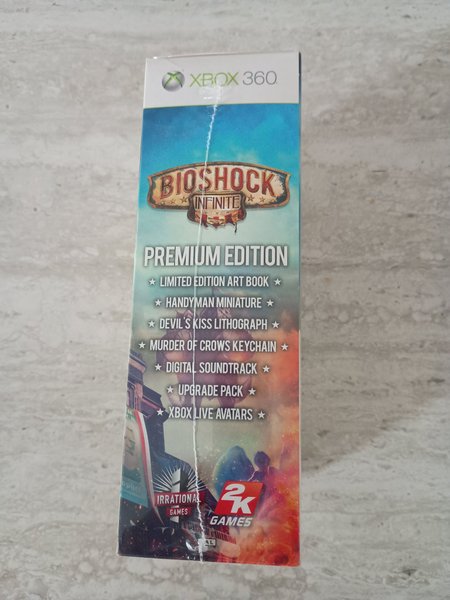 XBOX 360
BIOSHOCK
INFINITE
PREMIUM EDITION
★ LIMITED EDITION ART BOOK ★
★ HANDYMAN MINIATURE ★
★ DEVIL'S KISS LITHOGRAPH ★
★ MURDER OF CROWS KEYCHAIN ★
★ DIGITAL SOUNDTRACK ★
★ UPGRADE PACK ★
★ XBOX LIVE AVATARS ★
IRRATIONAL
GAMES
2K
GAMES